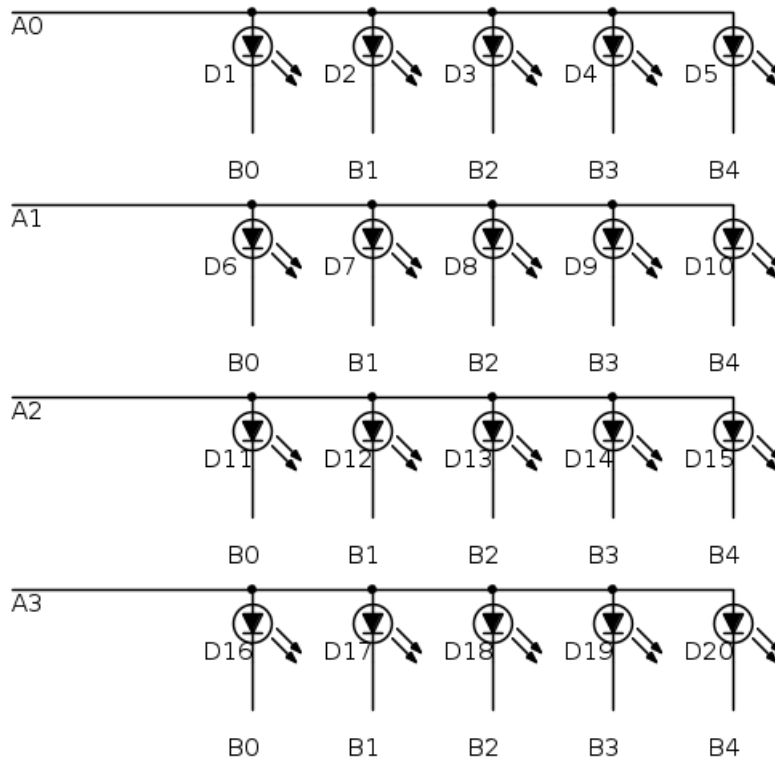 A0
D1 D2 D3 D4 D5
B0 B1 B2 B3 B4
A1
D6 D7 D8 D9 D10
B0 B1 B2 B3 B4
A2
D11 D12 D13 D14 D15
B0 B1 B2 B3 B4
A3
D16 D17 D18 D19 D20
B0 B1 B2 B3 B4